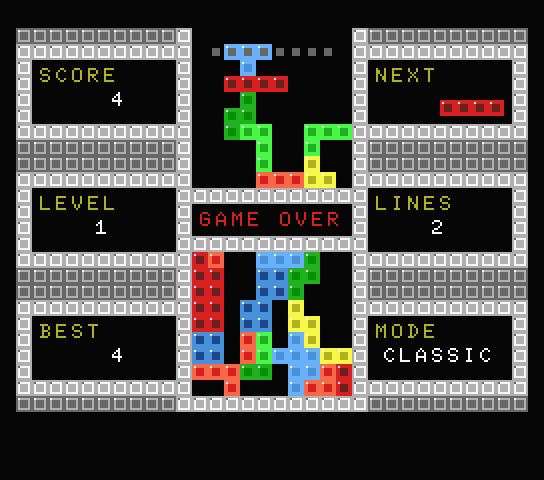 SCORE
4
NEXT
LEVEL
1
GAME OVER
LINES
2
BEST
4
MODE
CLASSIC